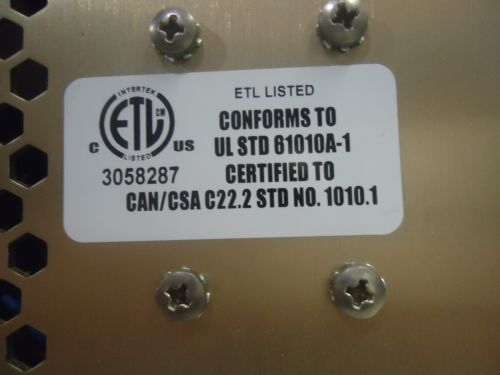 INTERTEK
ETL CM
LISTED
C US
3058287
ETL LISTED
CONFORMS TO
UL STD 61010A-1
CERTIFIED TO
CAN/CSA C22.2 STD NO. 1010.1